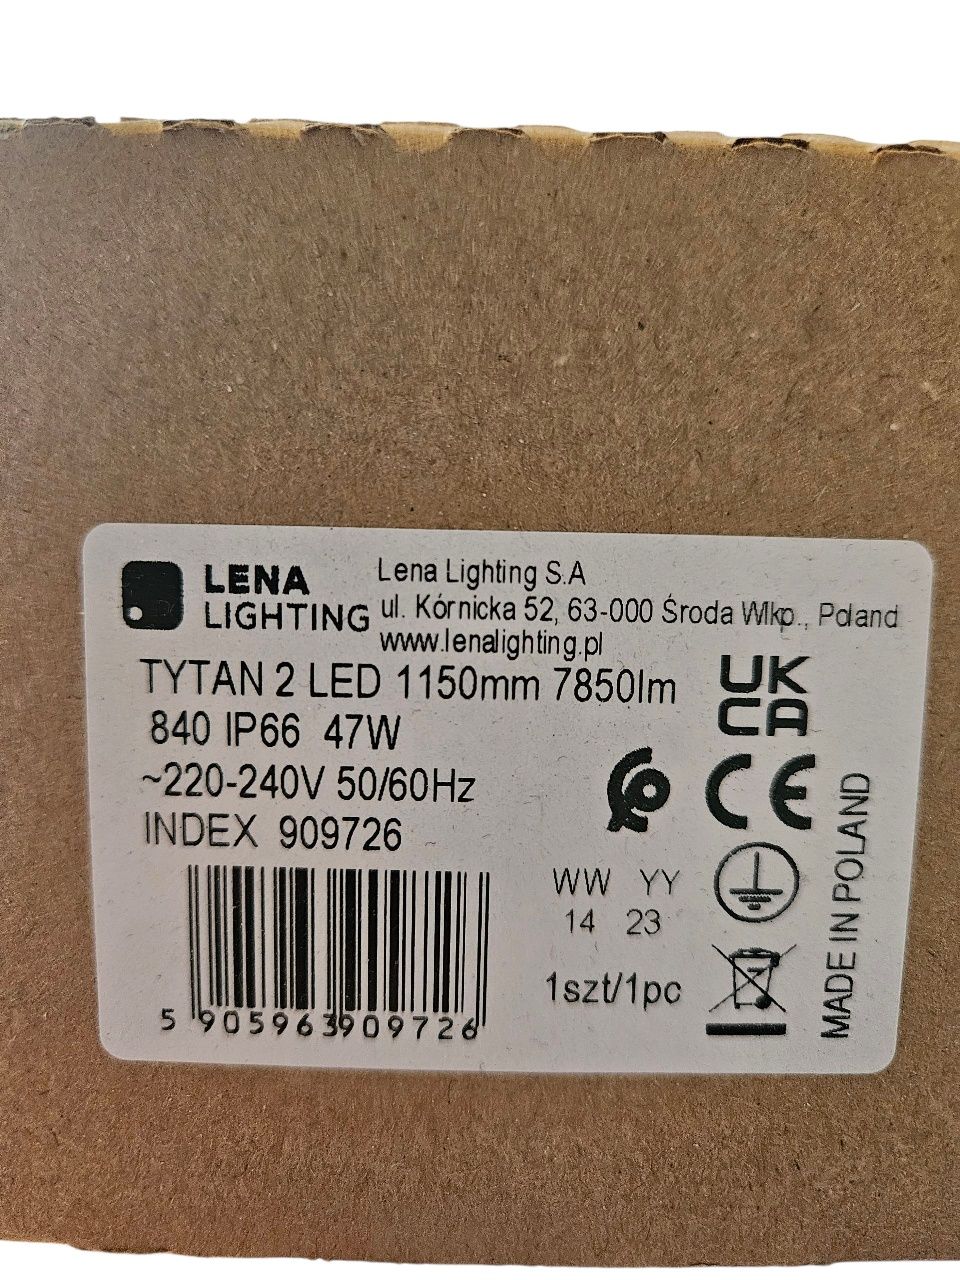 LENA
LIGHTING
Lena Lighting S.A
ul. Kórnicka 52, 63-000 Środa Wlkp., Poland
www.lenalighting.pl
TYTAN 2 LED 1150mm 7850lm
840 IP66 47W
~220-240V 50/60Hz
INDEX 909726
UK
CA
CE
WW YY
14 23
1szt/1pc
MADE IN POLAND
5 905963 909726